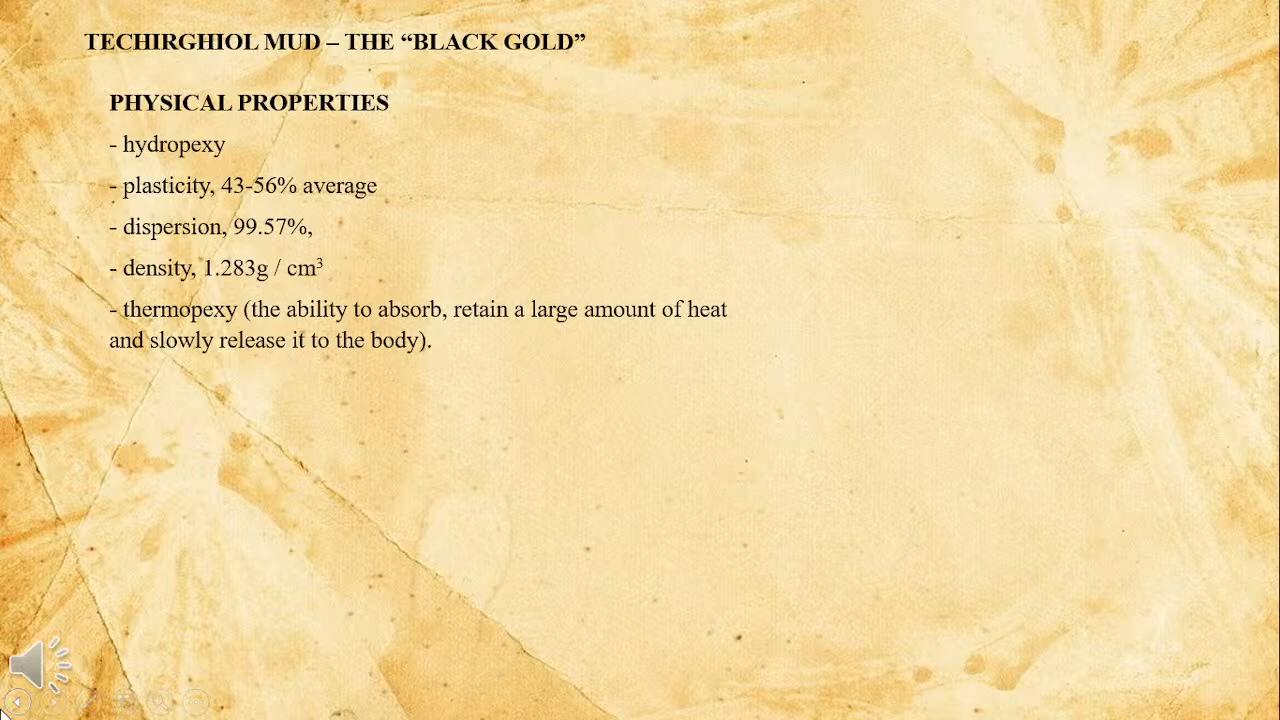 TECHIRGHIOL MUD – THE “BLACK GOLD”
PHYSICAL PROPERTIES
- hydropexy
- plasticity, 43-56% average
- dispersion, 99.57%,
- density, 1.283g / cm³
- thermopexy (the ability to absorb, retain a large amount of heat
and slowly release it to the body).